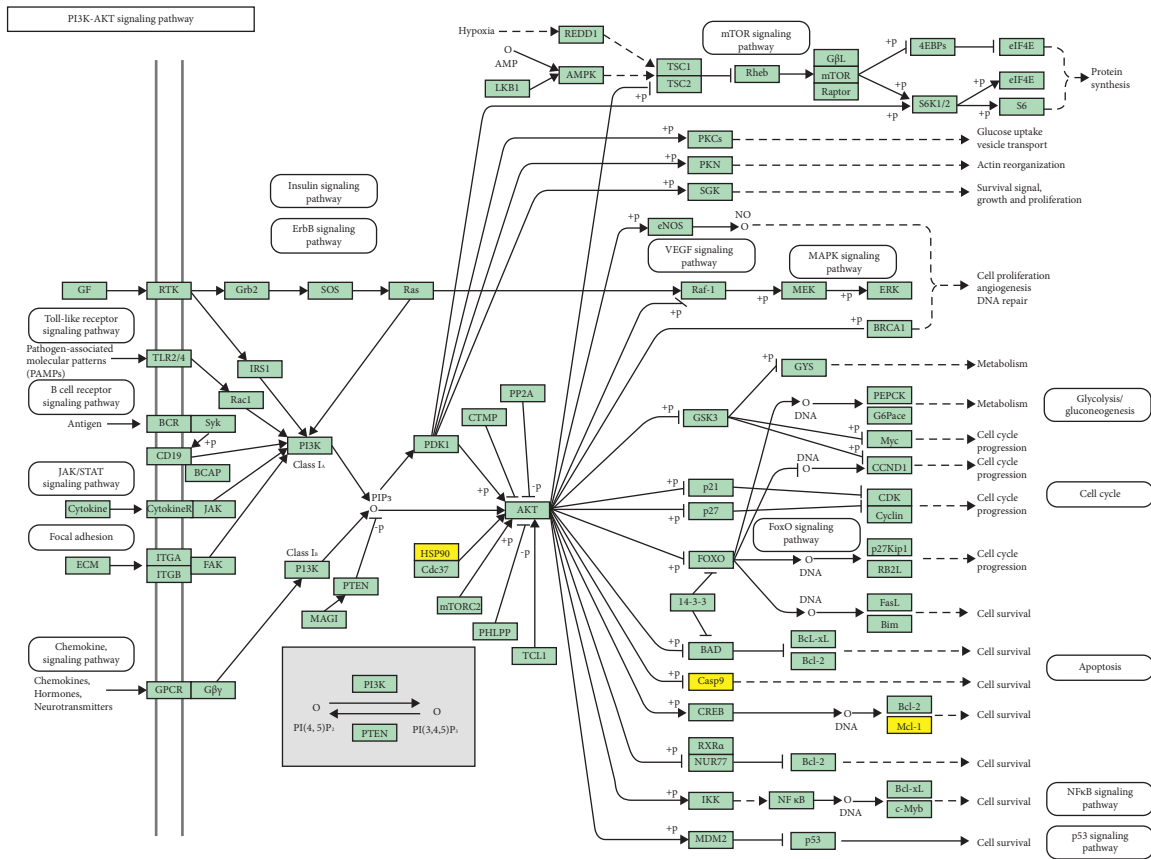 PI3K-AKT signaling pathway
Hypoxia
REDD1
AMP
LKB1
AMPK
TSC1
TSC2
+p
Rheb
mTOR signaling
pathway
GβL
mTOR
Raptor
+p
4EBPs
eIF4E
+p
S6K1/2
+p
eIF4E
+p
S6
Protein
synthesis
+p
PKCs
Glucose uptake
vesicle transport
+p
PKN
Actin reorganization
+p
SGK
Survival signal,
growth and proliferation
Insulin signaling
pathway
ErbB signaling
pathway
+p
eNOS
NO
VEGF signaling
pathway
MAPK signaling
pathway
GF
RTK
Grb2
SOS
Ras
Raf-1
+p
+p
MEK
+p
ERK
Cell proliferation
angiogenesis
DNA repair
+p
BRCA1
Toll-like receptor
signaling pathway
Pathogen-associated
molecular patterns
(PAMPs)
TLR2/4
IRS1
Rac1
B cell receptor
signaling pathway
Antigen
BCR
Syk
+p
CD19
BCAP
PI3K
Class IA
PDK1
CTMP
PP2A
+p
-p
GSK3
+p
+p
GYS
Metabolism
DNA
PEPCK
G6Pace
Metabolism
Glycolysis/
gluconeogenesis
+p
Myc
Cell cycle
progression
+p
DNA
CCND1
Cell cycle
progression
JAK/STAT
signaling pathway
Cytokine
CytokineR
JAK
PIP3
-p
AKT
+p
p21
+p
p27
CDK
Cyclin
Cell cycle
progression
Cell cycle
Focal adhesion
ECM
ITGA
ITGB
FAK
Class IB
P13K
PTEN
MAGI
HSP90
Cdc37
+p
-p
mTORC2
PHLPP
TCL1
+p
FOXO
FoxO signaling
pathway
DNA
p27Kip1
RB2L
Cell cycle
progression
14-3-3
DNA
FasL
Bim
Cell survival
+p
BAD
BcL-xL
Bcl-2
Cell survival
Apoptosis
+p
Casp9
Cell survival
Chemokine,
signaling pathway
Chemokines,
Hormones,
Neurotransmitters
GPCR
Gβγ
PI3K
PI(4, 5)P2
PTEN
PI(3,4,5)P3
+p
CREB
DNA
Bcl-2
Mcl-1
Cell survival
+p
RXRα
NUR77
Bcl-2
Cell survival
+p
IKK
NFκB
DNA
Bcl-xL
c-Myb
Cell survival
NFκB signaling
pathway
+p
MDM2
p53
Cell survival
p53 signaling
pathway